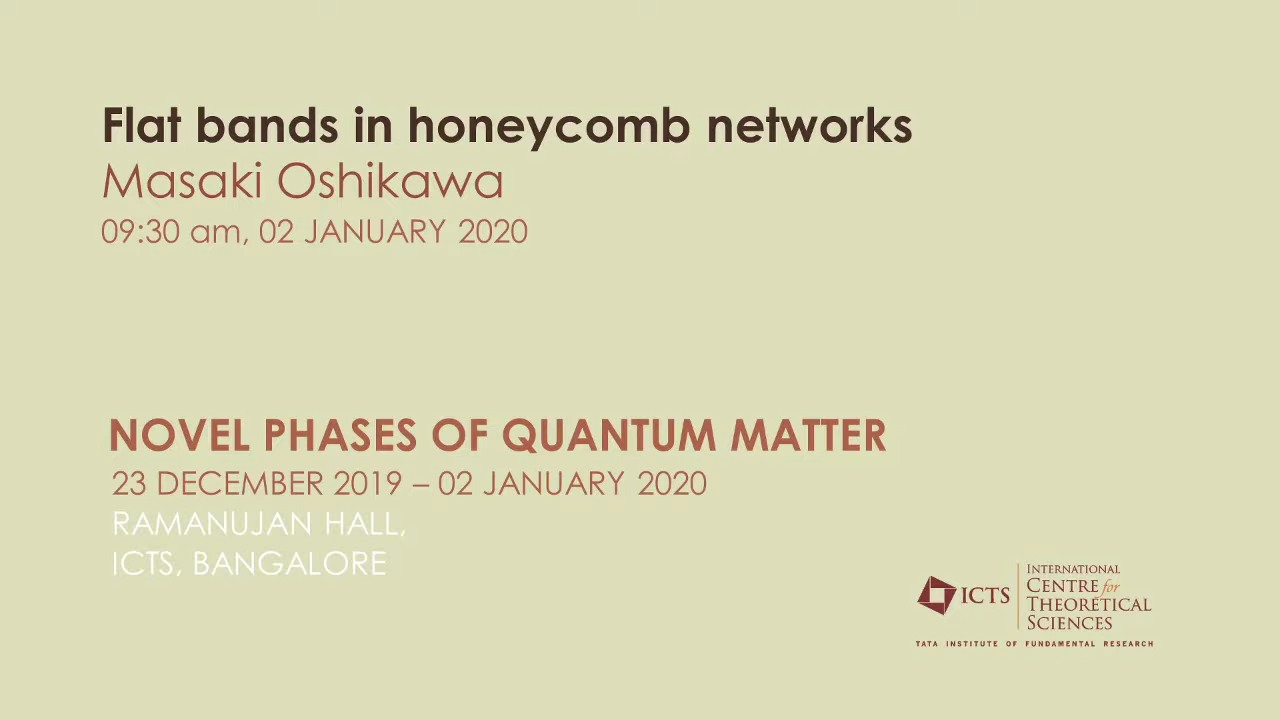 Flat bands in honeycomb networks
Masaki Oshikawa
09:30 am, 02 JANUARY 2020
NOVEL PHASES OF QUANTUM MATTER
23 DECEMBER 2019 – 02 JANUARY 2020
RAMANUJAN HALL,
ICTS, BANGALORE
ICTS
INTERNATIONAL
CENTRE for
THEORETICAL
SCIENCES
TATA INSTITUTE OF FUNDAMENTAL RESEARCH